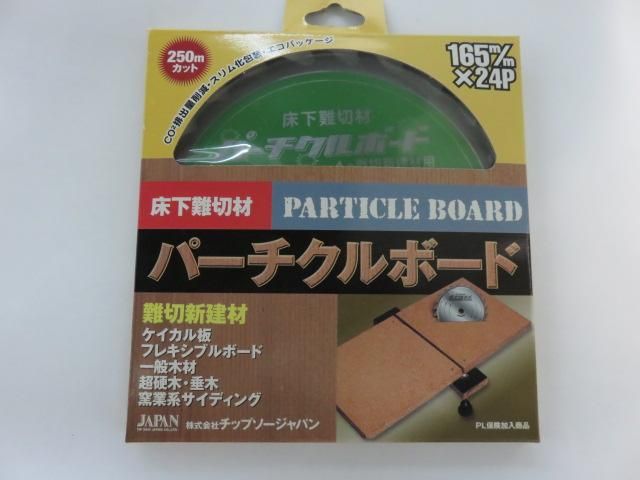 250m
カット
CO²排出量削減・スリム化包装・エコパッケージ
165m/m
×24P
床下難切材
パーチクルボード
床下難切材
PARTICLE BOARD
パーチクルボード
難切新建材
ケイカル板
フレキシブルボード
一般木材
超硬木・垂木
窯業系サイディング
JAPAN
株式会社チップソージャパン
PL保険加入商品